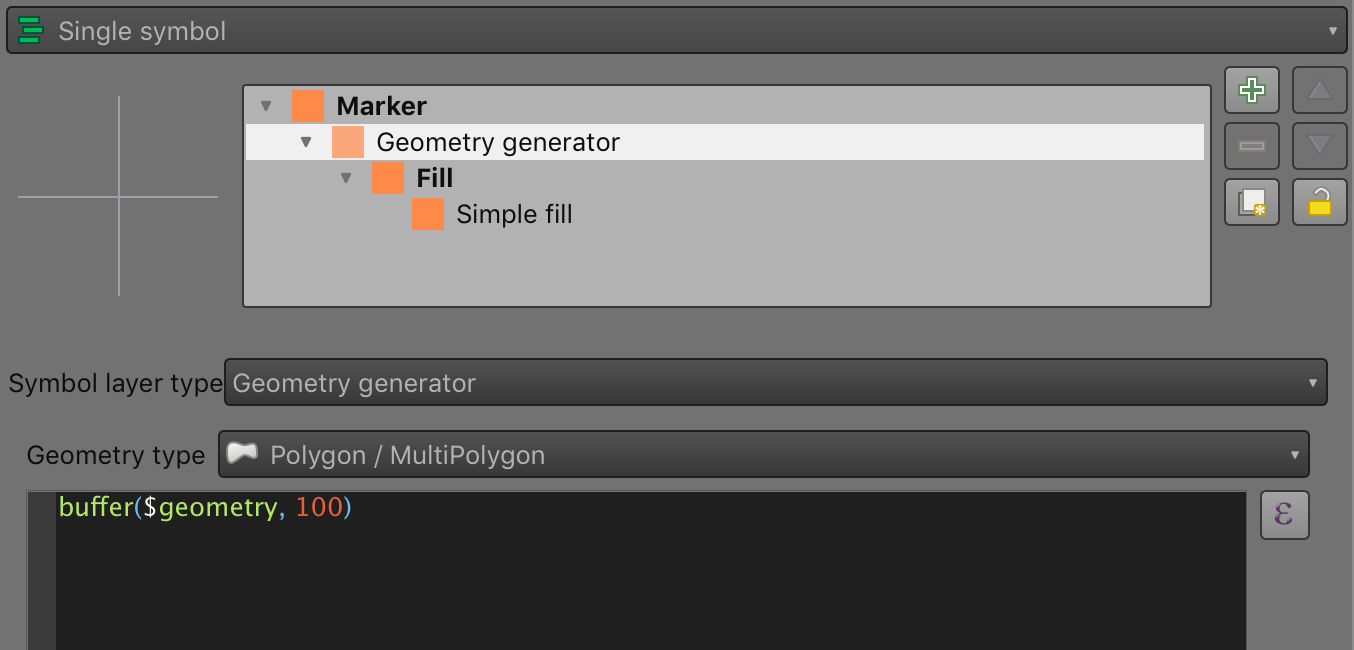 Single symbol
Marker
Geometry generator
Fill
Simple fill
Symbol layer type Geometry generator
Geometry type Polygon / MultiPolygon
buffer($geometry, 100)
ε